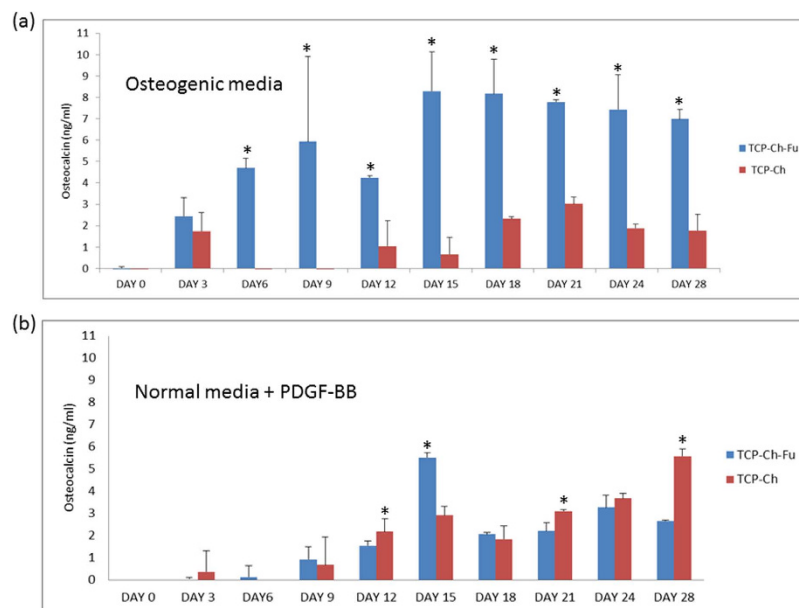 (a)
Osteogenic media
Osteocalcin (ng/ml)
11
10
9
8
7
6
5
4
3
2
1
0
* * * * * * * *
DAY 0 DAY 3 DAY6 DAY 9 DAY 12 DAY 15 DAY 18 DAY 21 DAY 24 DAY 28
TCP-Ch-Fu
TCP-Ch
(b)
Normal media + PDGF-BB
Osteocalcin (ng/ml)
11
10
9
8
7
6
5
4
3
2
1
0
* * * *
DAY 0 DAY 3 DAY6 DAY 9 DAY 12 DAY 15 DAY 18 DAY 21 DAY 24 DAY 28
TCP-Ch-Fu
TCP-Ch